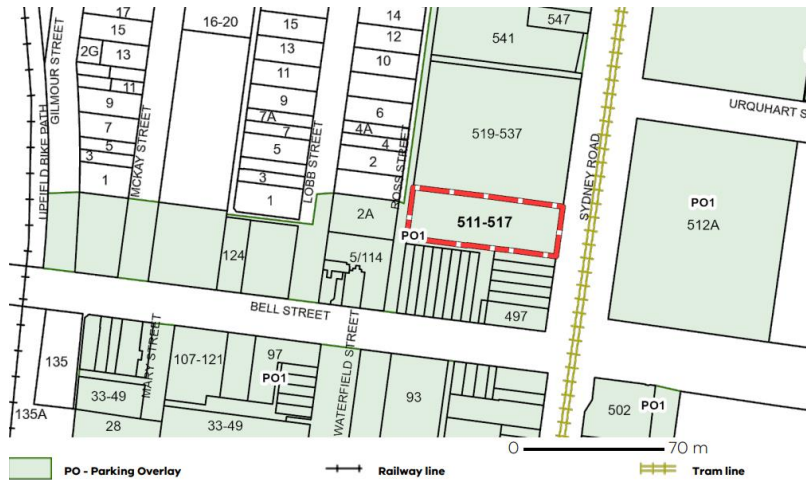 17
15
2G
13
11
9
7
5
3
1
GILMOUR STREET
UPFIELD BIKE PATH
MCKAY STREET
16-20
15
13
11
9
7A
7
5
3
1
LOBB STREET
14
12
10
6
4A
4
2
ROSS STREET
2A
5/114
124
547
541
519-537
511-517
PO1
497
SYDNEY ROAD
URQUHART S
PO1
512A
BELL STREET
135
135A
33-49
28
MARY STREET
107-121
97
PO1
33-49
WATERFIELD STREET
93
502
PO1
0
70 m
PO - Parking Overlay
Railway line
Tram line